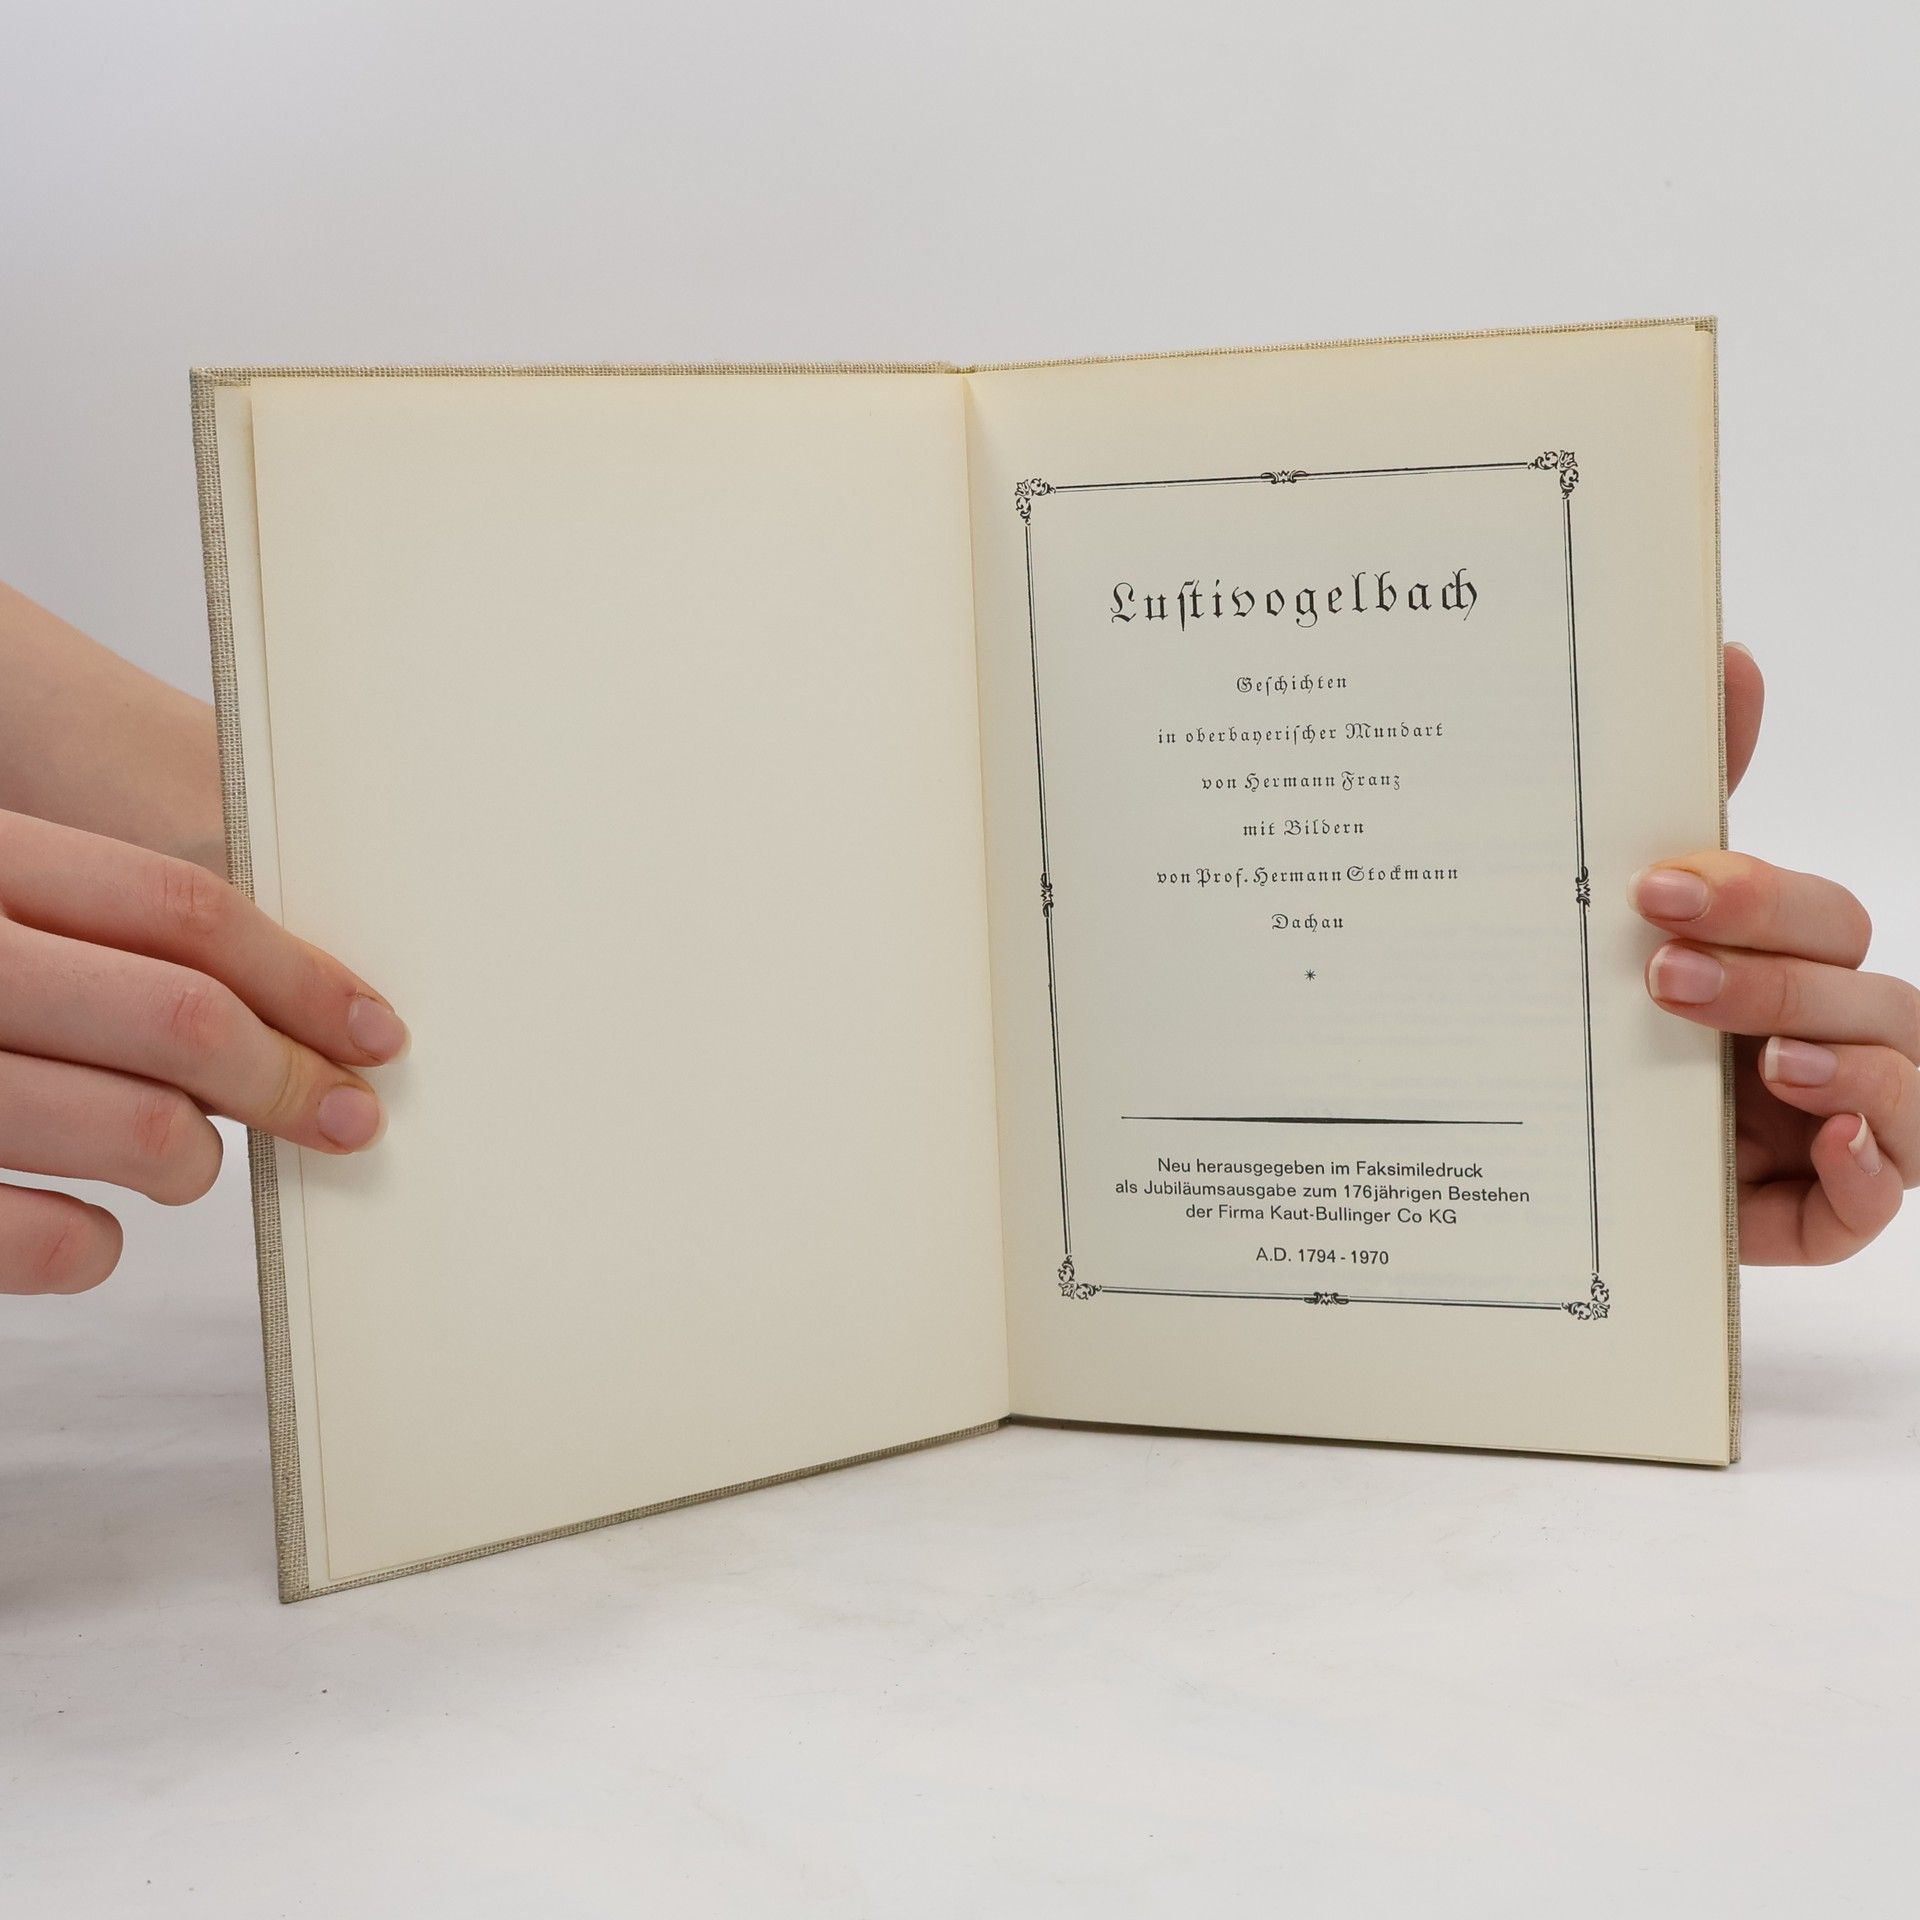 Luſtivogelbach
Geſchichten
in oberbayeriſcher Mundart
von Hermann Franz
mit Bildern
von Prof. Hermann Stockmann
Dachau
*
Neu herausgegeben im Faksimiledruck
als Jubiläumsausgabe zum 176jährigen Bestehen
der Firma Kaut-Bullinger Co KG
A.D. 1794 - 1970